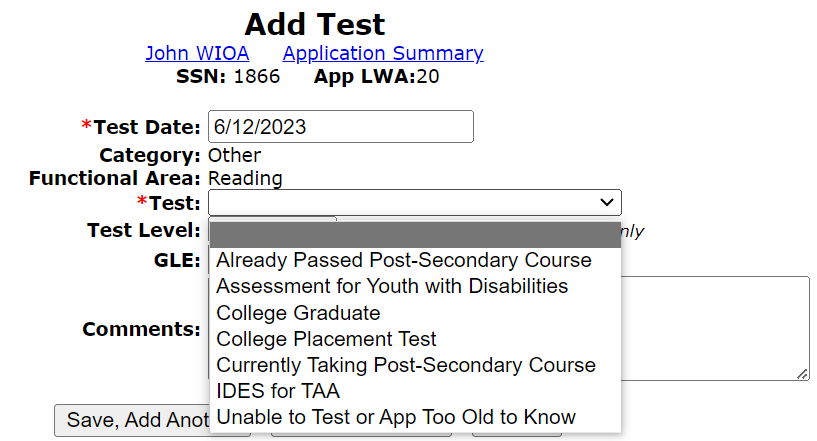 Add Test
John WIOA Application Summary
SSN: 1866 App LWA:20
*Test Date: 6/12/2023
Category: Other
Functional Area: Reading
*Test:
Test Level:
GLE:
Already Passed Post-Secondary Course
Assessment for Youth with Disabilities
College Graduate
College Placement Test
Currently Taking Post-Secondary Course
IDES for TAA
Unable to Test or App Too Old to Know
Comments:
Save, Add Anot